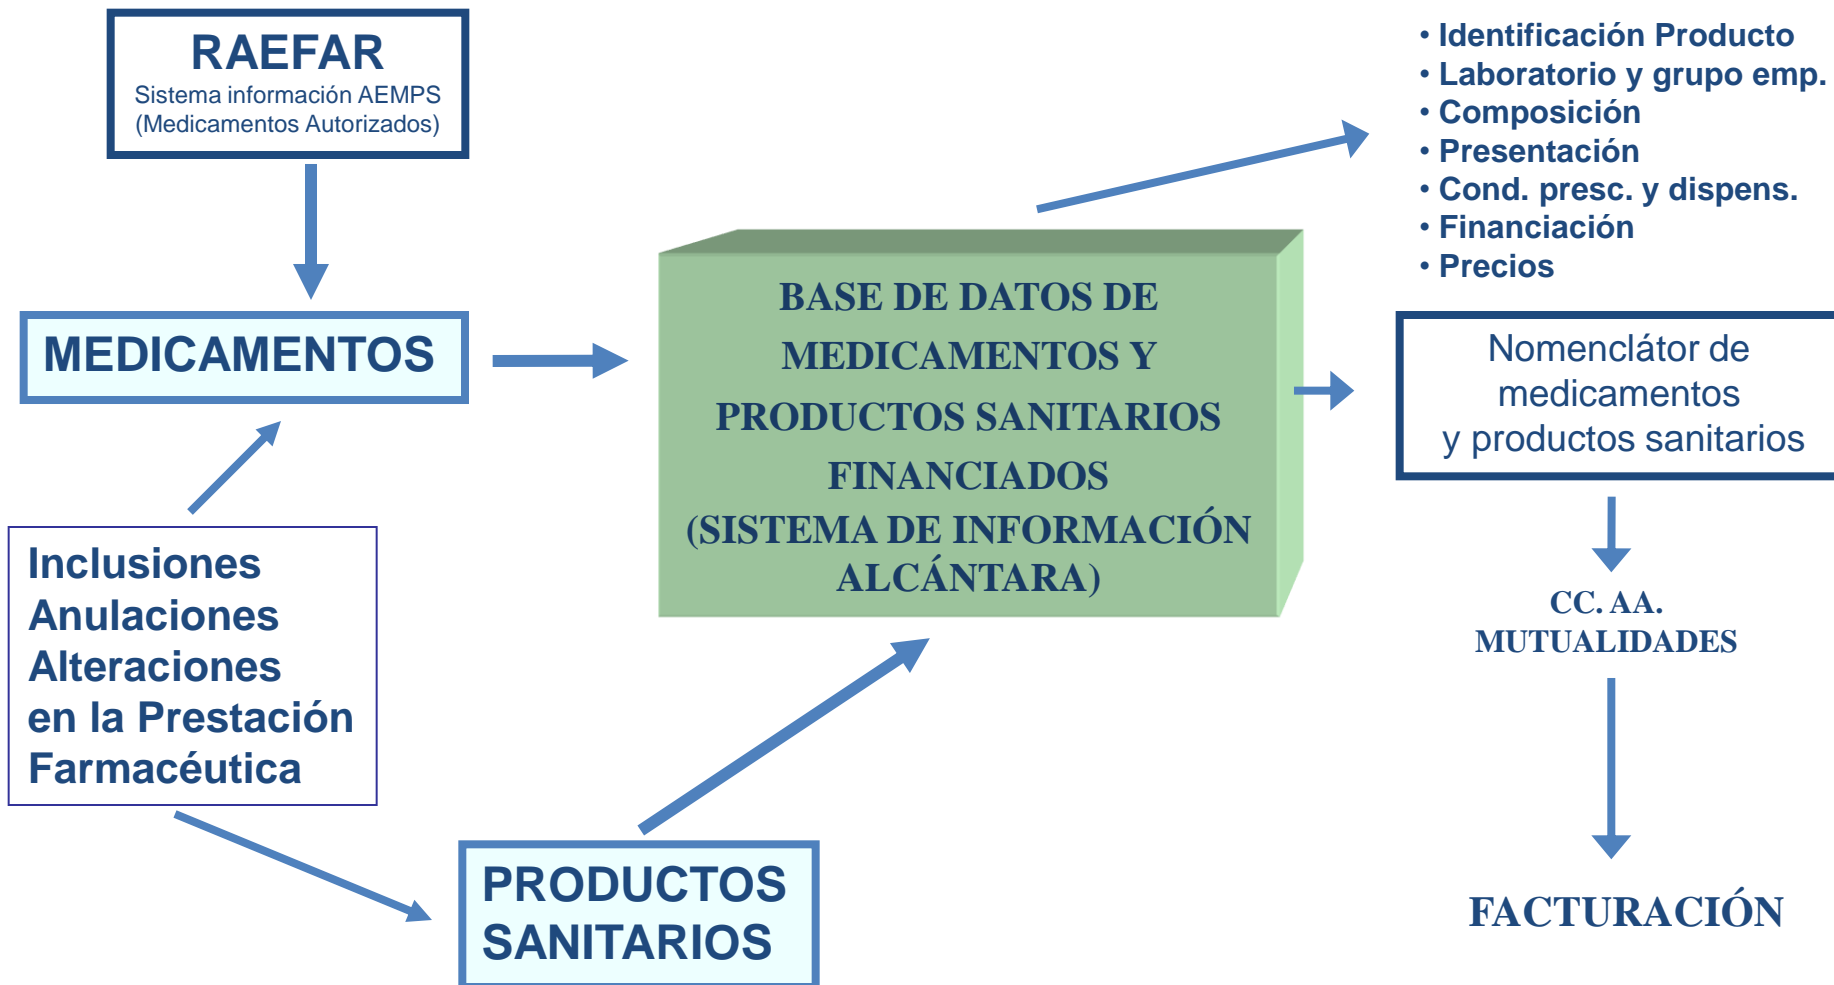 RAEFAR
Sistema información AEMPS
(Medicamentos Autorizados)
MEDICAMENTOS
Inclusiones
Anulaciones
Alteraciones
en la Prestación
Farmacéutica
PRODUCTOS
SANITARIOS
BASE DE DATOS DE
MEDICAMENTOS Y
PRODUCTOS SANITARIOS
FINANCIADOS
(SISTEMA DE INFORMACIÓN
ALCÁNTARA)
• Identificación Producto
• Laboratorio y grupo emp.
• Composición
• Presentación
• Cond. presc. y dispens.
• Financiación
• Precios
Nomenclátor de
medicamentos
y productos sanitarios
CC. AA.
MUTUALIDADES
FACTURACIÓN